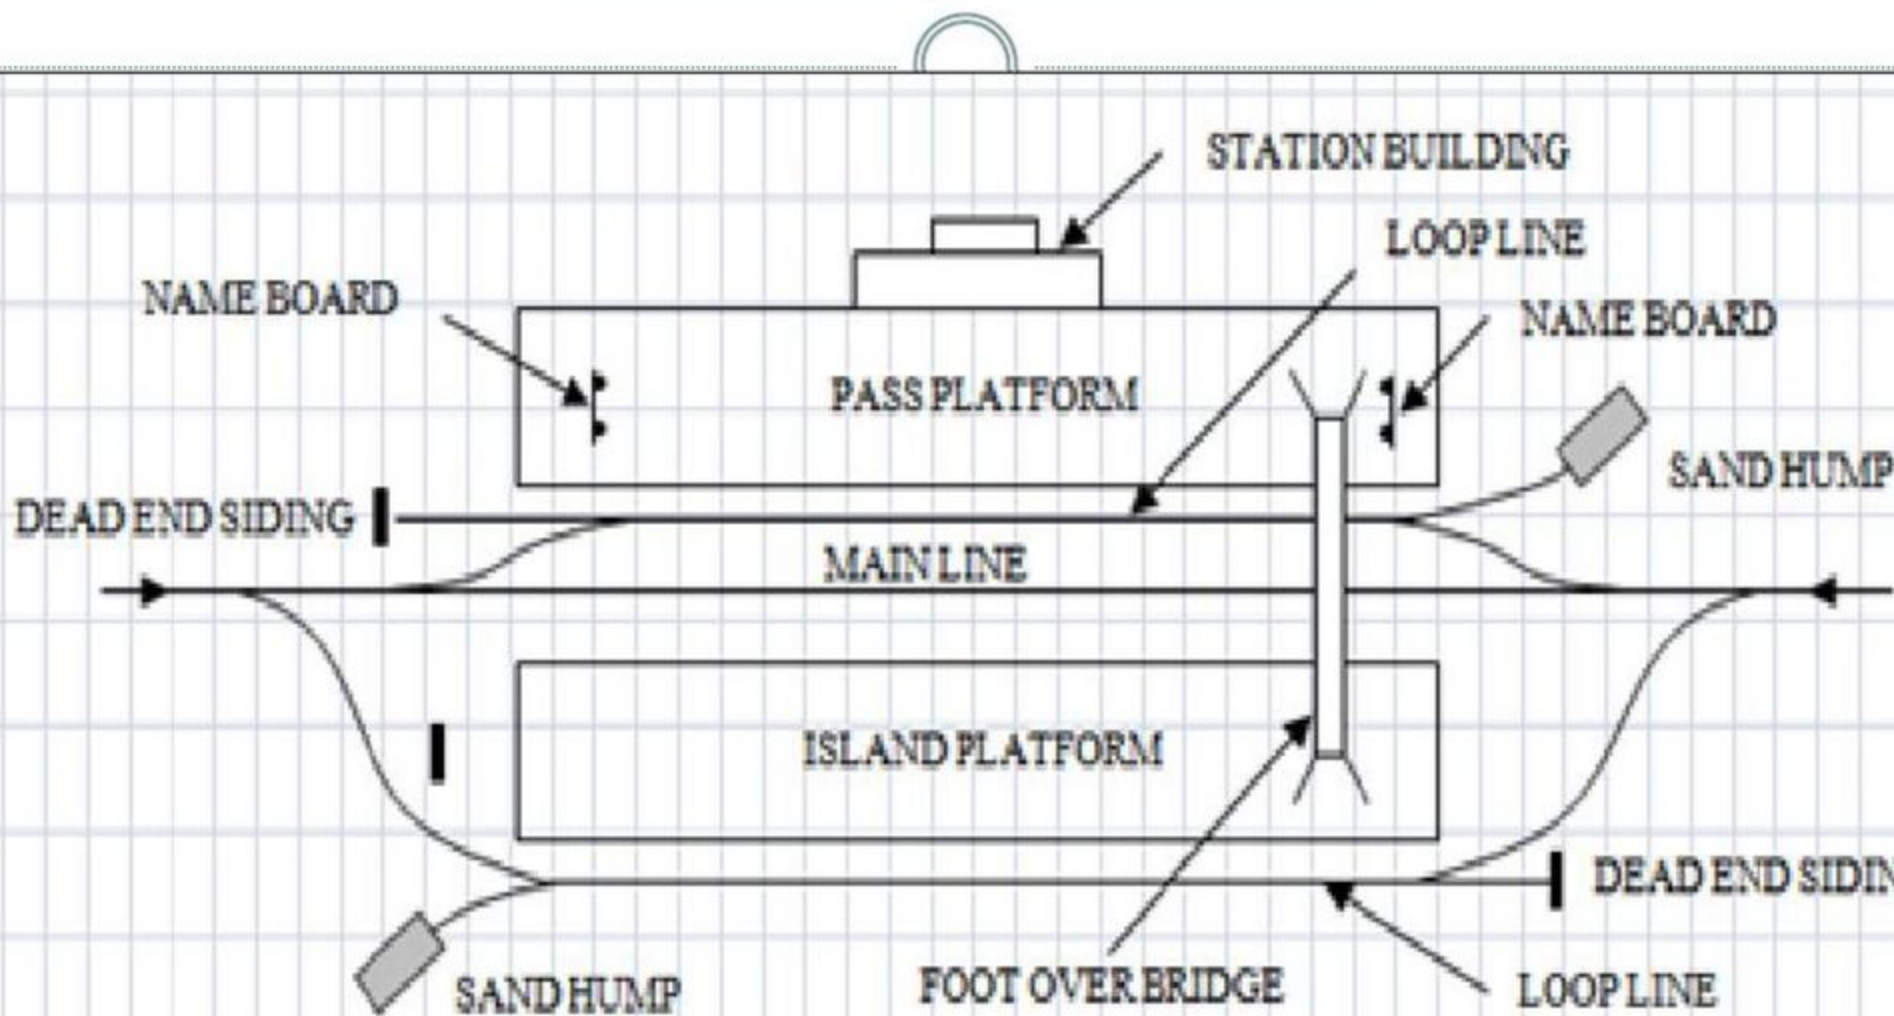 STATION BUILDING
LOOP LINE
NAME BOARD
NAME BOARD
PASS PLATFORM
SAND HUMP
DEAD END SIDING
MAIN LINE
ISLAND PLATFORM
DEAD END SIDIN
FOOT OVER BRIDGE
LOOP LINE
SAND HUMP